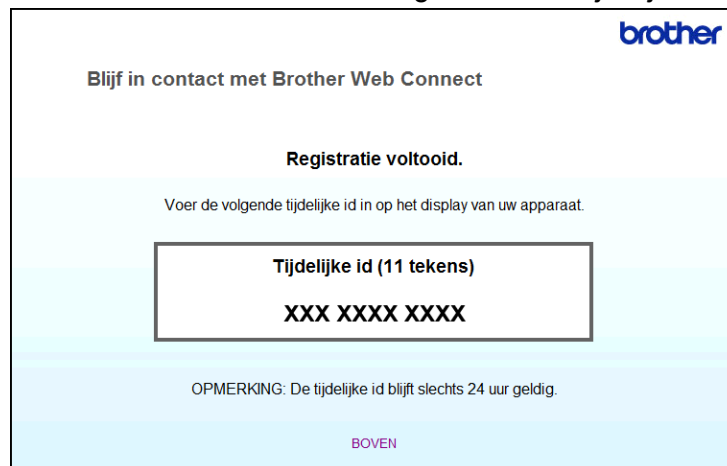 brother
Blijf in contact met Brother Web Connect
Registratie voltooid.
Voer de volgende tijdelijke id in op het display van uw apparaat.
Tijdelijke id (11 tekens)
XXX XXXX XXXX
OPMERKING: De tijdelijke id blijft slechts 24 uur geldig.
BOVEN